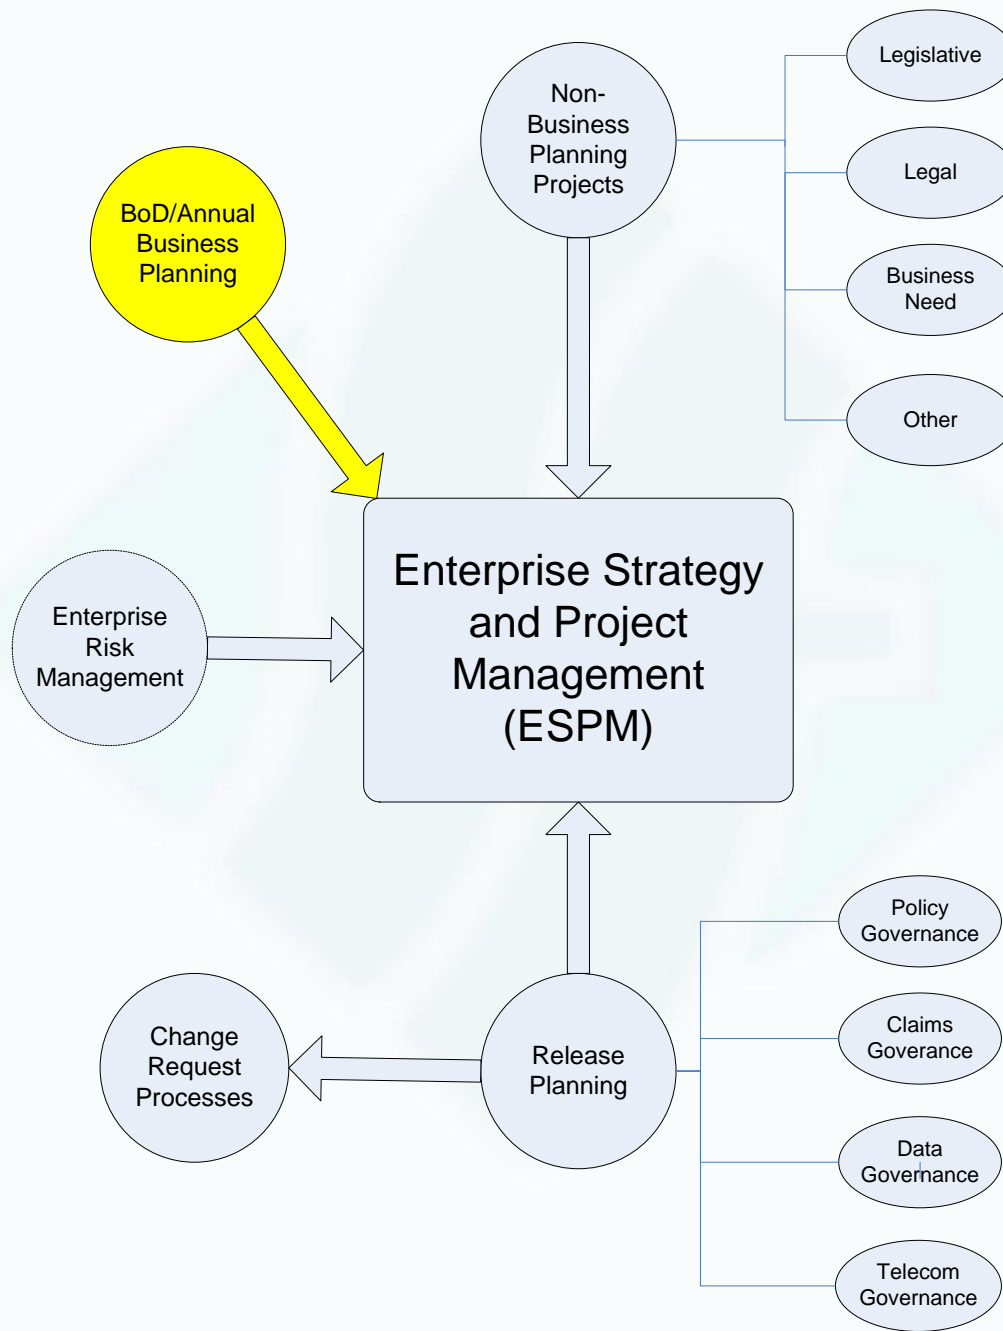 Legislative
Non-
Business
Planning
Projects
Legal
BoD/Annual
Business
Planning
Business
Need
Other
Enterprise Strategy
and Project
Management
(ESPM)
Enterprise
Risk
Management
Policy
Governance
Claims
Goverance
Change
Request
Processes
Release
Planning
Data
Governance
Telecom
Governance